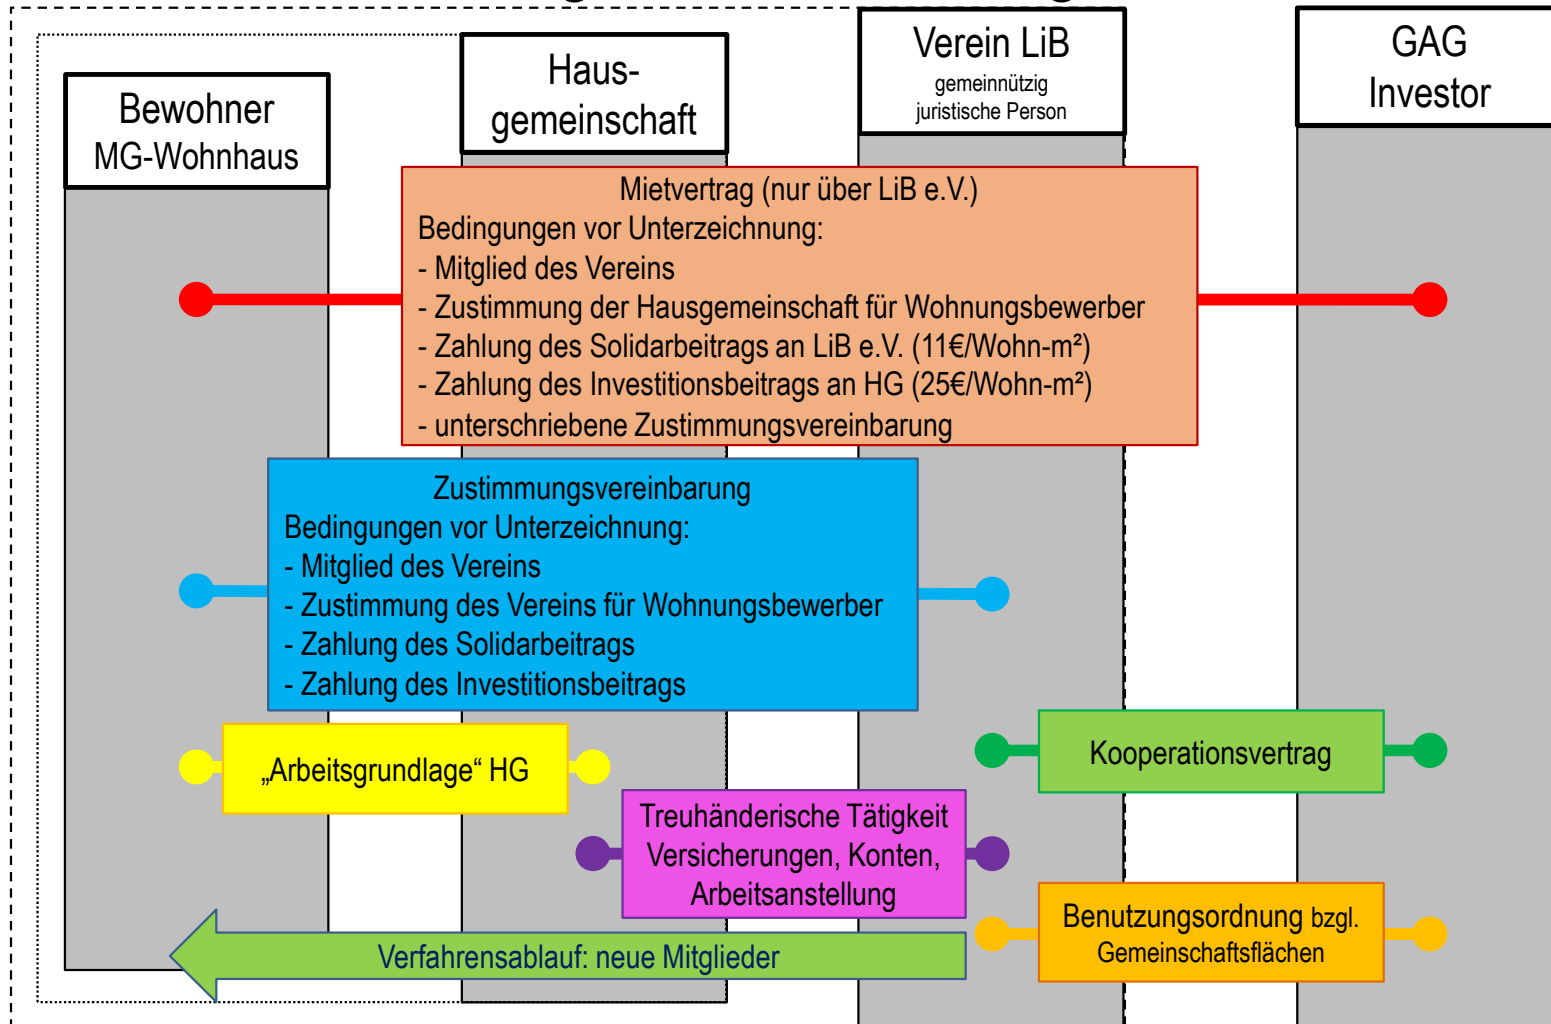 Bewohner
MG-Wohnhaus
Haus-
gemeinschaft
Verein LiB
gemeinnützig
juristische Person
GAG
Investor
Mietvertrag (nur über LiB e.V.)
Bedingungen vor Unterzeichnung:
- Mitglied des Vereins
- Zustimmung der Hausgemeinschaft für Wohnungsbewerber
- Zahlung des Solidarbeitrags an LiB e.V. (11€/Wohn-m²)
- Zahlung des Investitionsbeitrags an HG (25€/Wohn-m²)
- unterschriebene Zustimmungsvereinbarung
Zustimmungsvereinbarung
Bedingungen vor Unterzeichnung:
- Mitglied des Vereins
- Zustimmung des Vereins für Wohnungsbewerber
- Zahlung des Solidarbeitrags
- Zahlung des Investitionsbeitrags
„Arbeitsgrundlage“ HG
Kooperationsvertrag
Treuhänderische Tätigkeit
Versicherungen, Konten,
Arbeitsanstellung
Benutzungsordnung bzgl.
Gemeinschaftsflächen
Verfahrensablauf: neue Mitglieder